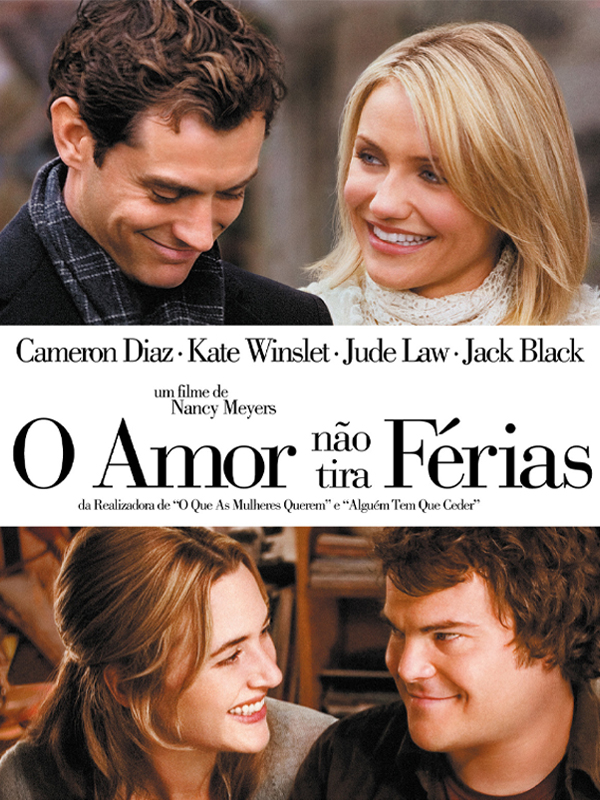 Cameron Diaz · Kate Winslet · Jude Law · Jack Black
um filme de
Nancy Meyers
O Amor não tira Férias
da Realizadora de “O Que As Mulheres Querem” e “Alguém Tem Que Ceder”